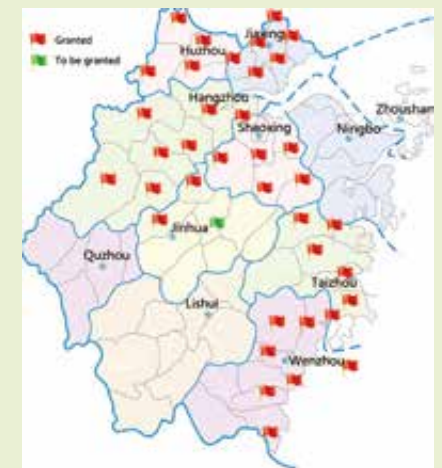 Granted
To be granted
Jiaxing
Huzhou
Hangzhou
Zhoushan
Shaoxing
Ningbo
Jinhua
Quzhou
Taizhou
Lishui
Wenzhou